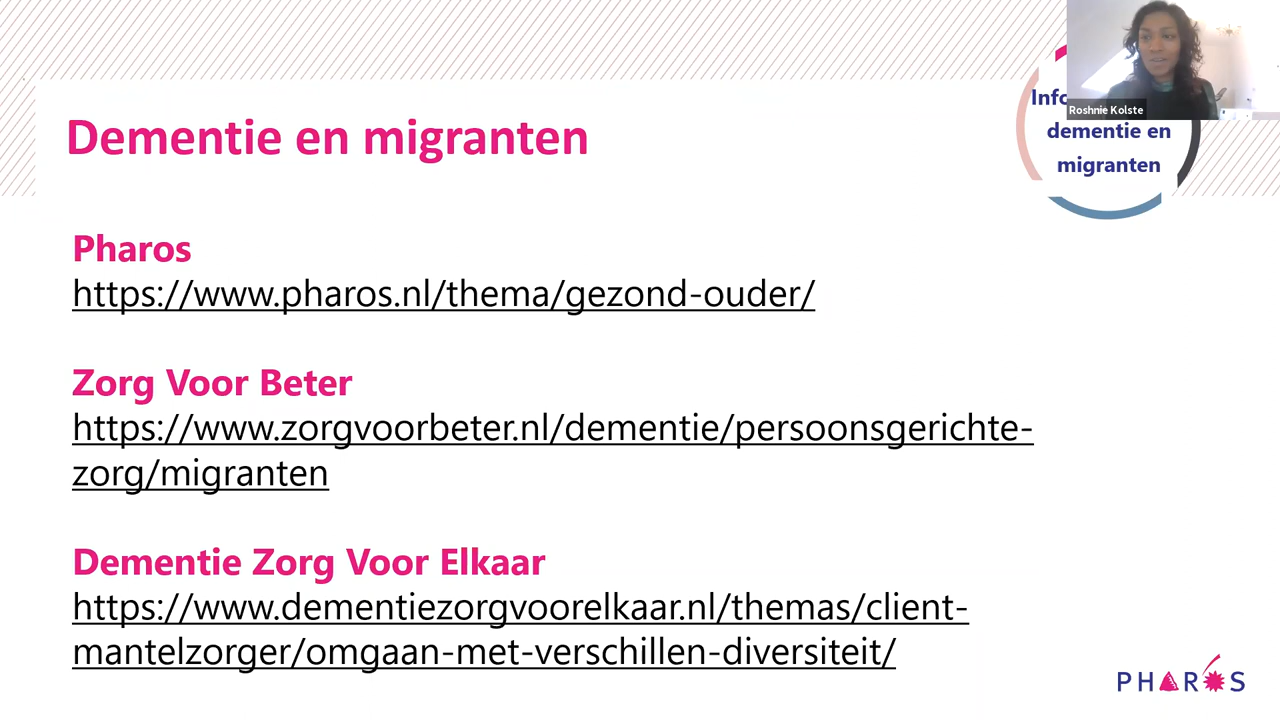 Dementie en migranten
Roshnie Kolste
dementie en
migranten
Pharos
https://www.pharos.nl/thema/gezond-ouder/
Zorg Voor Beter
https://www.zorgvoorbeter.nl/dementie/persoonsgerichte-
zorg/migranten
Dementie Zorg Voor Elkaar
https://www.dementiezorgvoorelkaar.nl/themas/client-
mantelzorger/omgaan-met-verschillen-diversiteit/
PHAROS